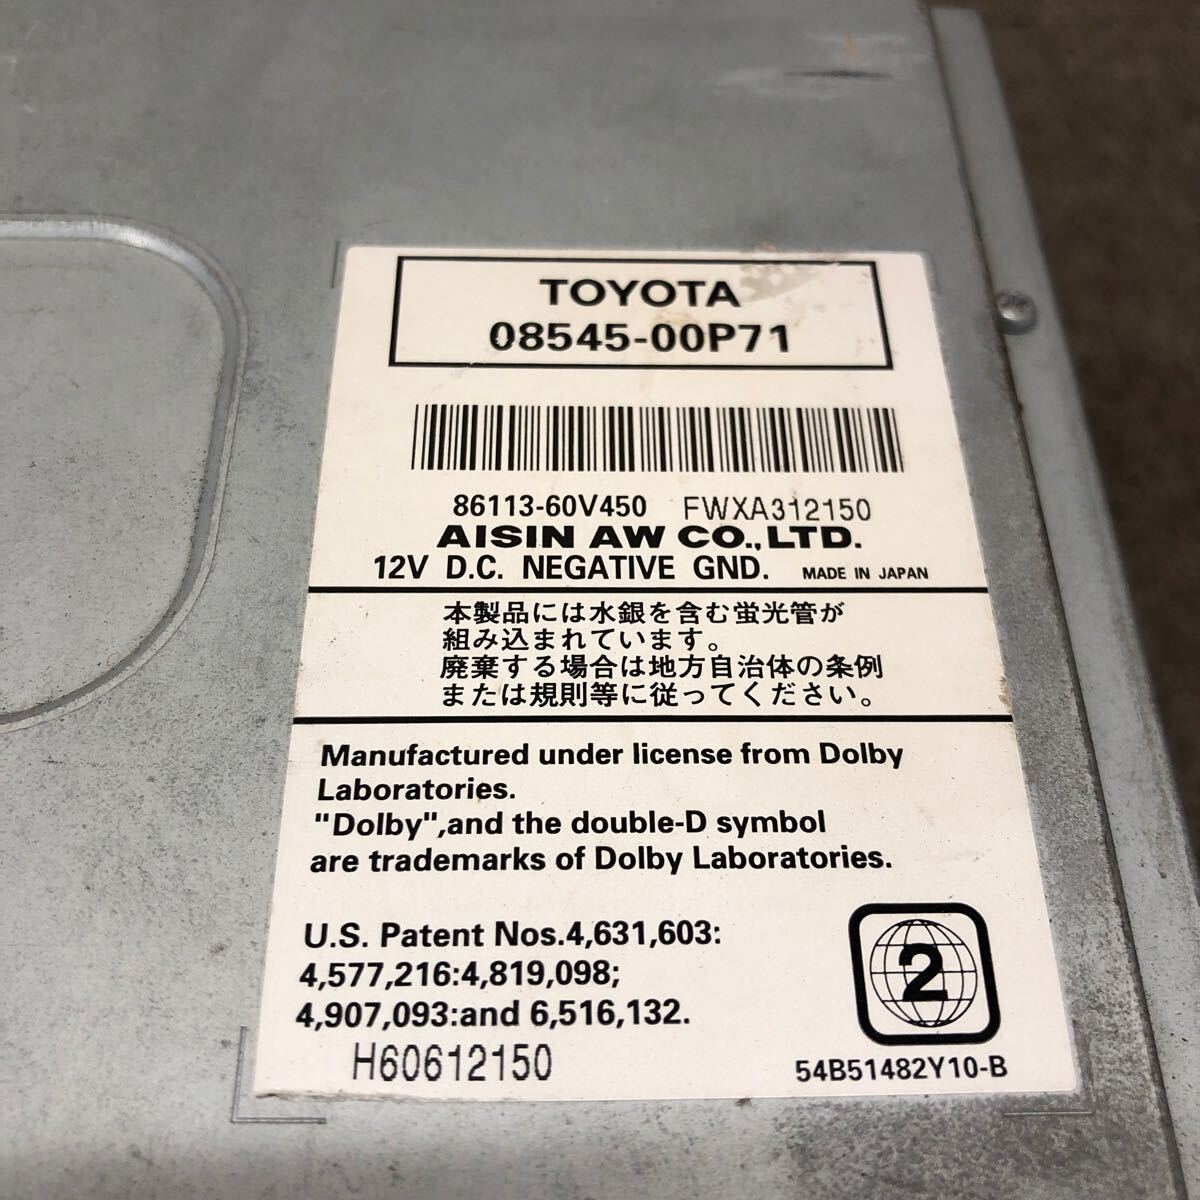 TOYOTA
08545-00P71
86113-60V450 FWXA312150
AISIN AW CO.,LTD.
12V D.C. NEGATIVE GND. MADE IN JAPAN
本製品には水銀を含む蛍光管が
組み込まれています。
廃棄する場合は地方自治体の条例
または規則等に従ってください。
Manufactured under license from Dolby
Laboratories.
"Dolby",and the double-D symbol
are trademarks of Dolby Laboratories.
U.S. Patent Nos.4,631,603:
4,577,216:4,819,098;
4,907,093:and 6,516,132.
2
H60612150
54B51482Y10-B